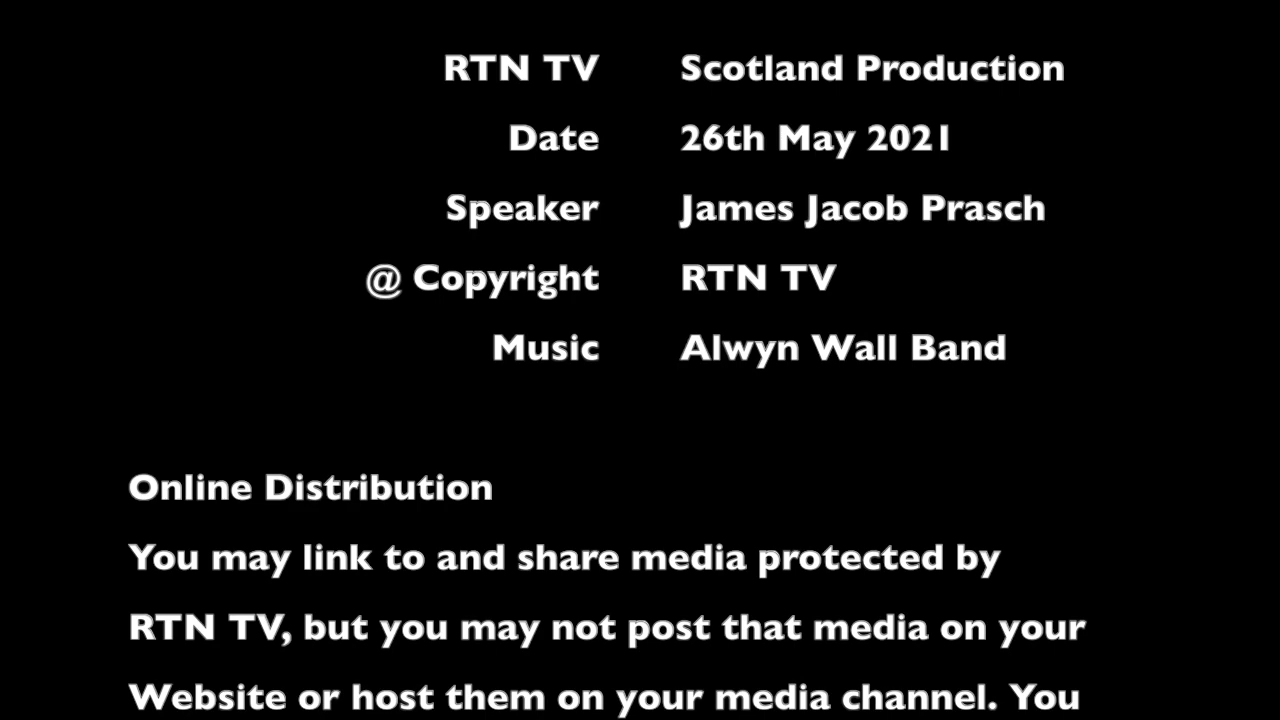 RTN TV Scotland Production
Date 26th May 2021
Speaker James Jacob Prasch
@ Copyright RTN TV
Music Alwyn Wall Band
Online Distribution
You may link to and share media protected by
RTN TV, but you may not post that media on your
Website or host them on your media channel. You